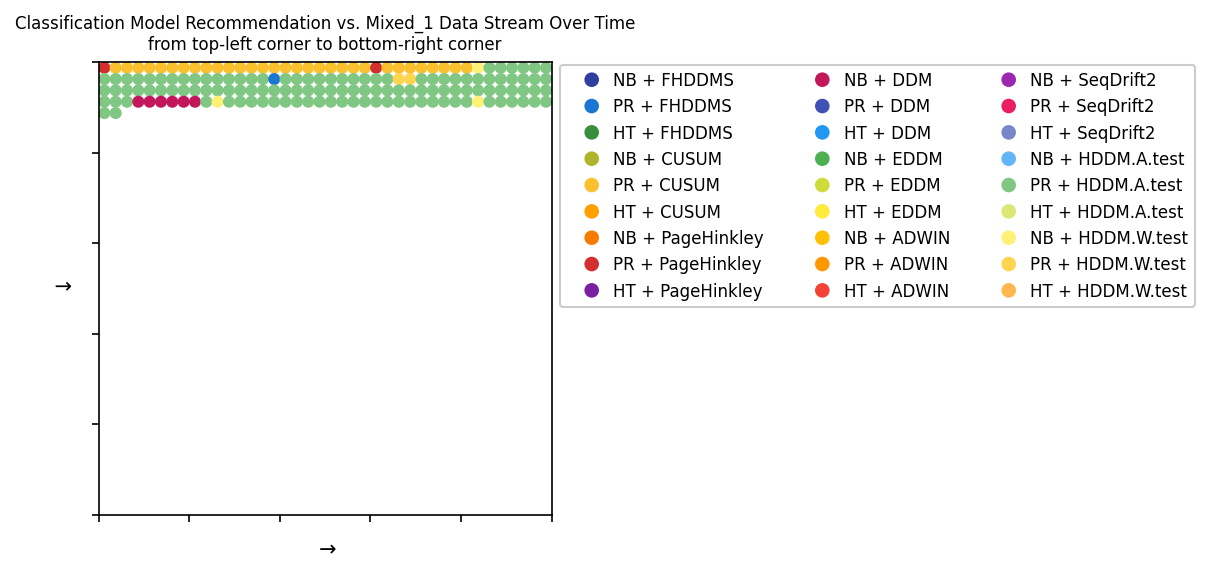 Classification Model Recommendation vs. Mixed_1 Data Stream Over Time
from top-left corner to bottom-right corner
NB + FHDDMS
PR + FHDDMS
HT + FHDDMS
NB + CUSUM
PR + CUSUM
HT + CUSUM
NB + PageHinkley
PR + PageHinkley
HT + PageHinkley
NB + DDM
PR + DDM
HT + DDM
NB + EDDM
PR + EDDM
HT + EDDM
NB + ADWIN
PR + ADWIN
HT + ADWIN
NB + SeqDrift2
PR + SeqDrift2
HT + SeqDrift2
NB + HDDM.A.test
PR + HDDM.A.test
HT + HDDM.A.test
NB + HDDM.W.test
PR + HDDM.W.test
HT + HDDM.W.test
→
→